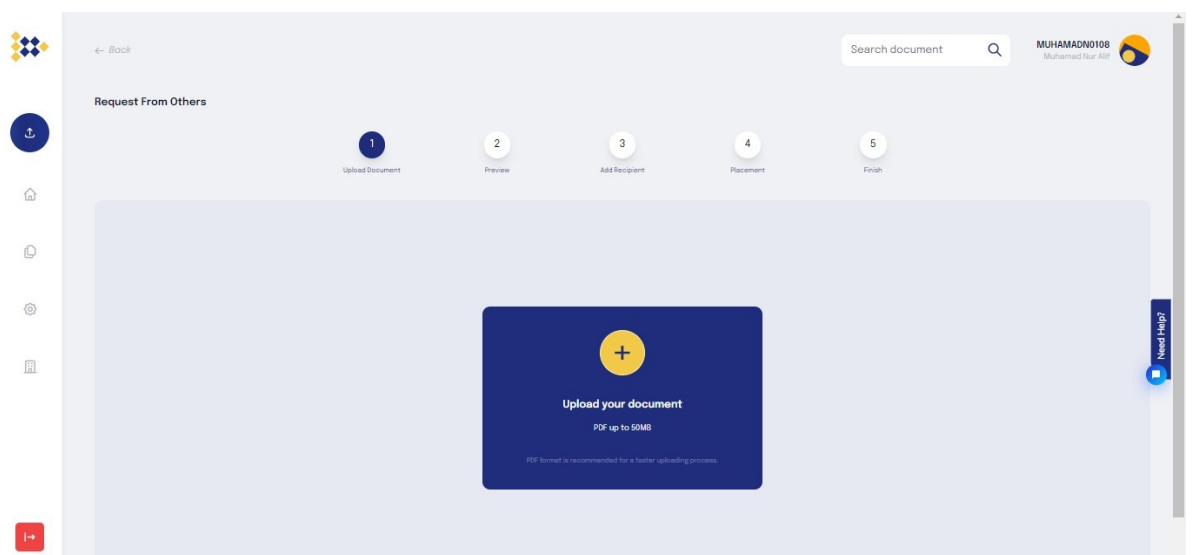 ← Back
Search document
MUHAMADN0108
Muhamad Nur Alif
Request From Others
1
2
3
4
5
Upload Document
Preview
Add Recipient
Placement
Finish
Need Help?
+
Upload your document
PDF up to 50MB
PDF format is recommended for a faster uploading process.